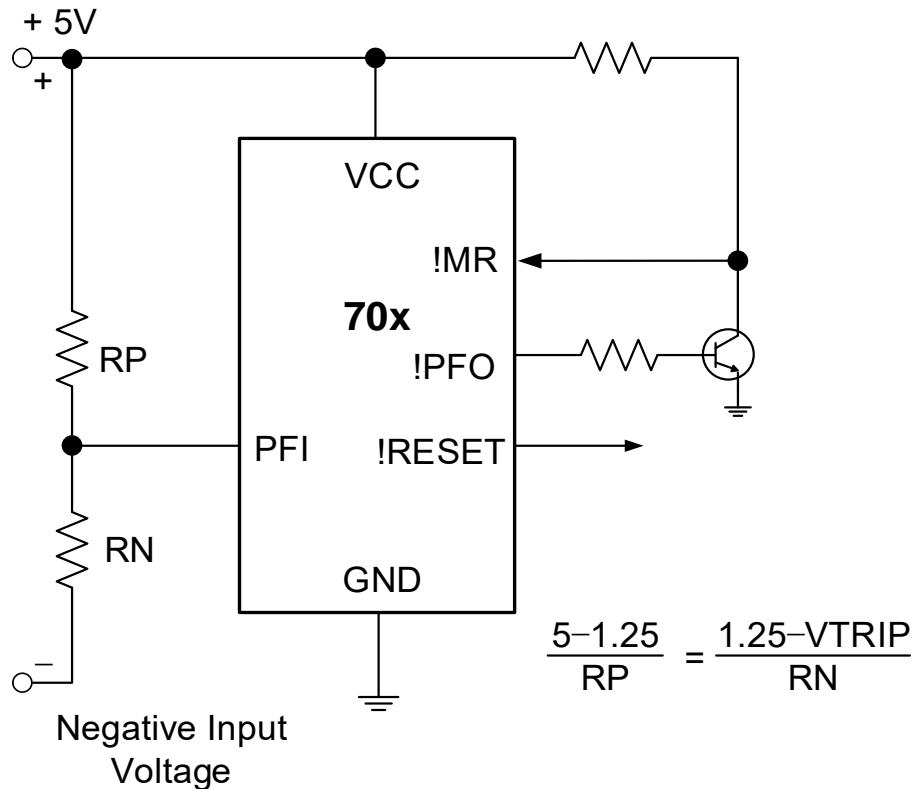 + 5V
+
VCC
!MR
70x
RP
!PFO
PFI
!RESET
RN
GND
5−1.25
RP
=
1.25−VTRIP
RN
−
Negative Input
Voltage